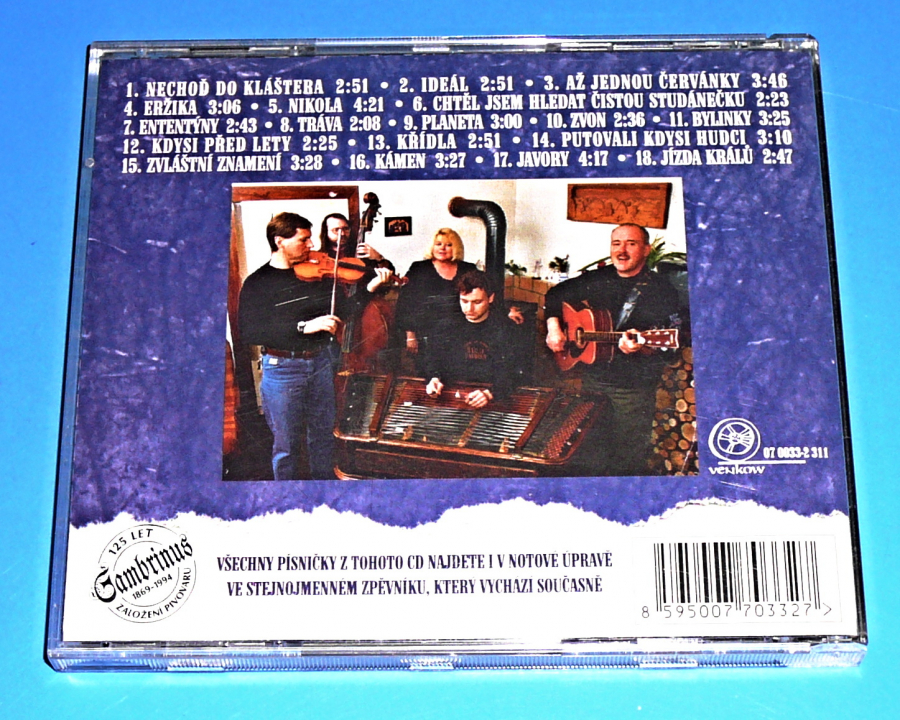 1. NECHOĎ DO KLÁŠTERA 2:51 • 2. IDEÁL 2:51 • 3. AŽ JEDNOU ČERVÁNKY 3:46
4. ERŽIKA 3:06 • 5. NIKOLA 4:21 • 6. CHTĚL JSEM HLEDAT ČISTOU STUDÁNEČKU 2:23
7. ENTENTÝNY 2:43 • 8. TRÁVA 2:08 • 9. PLANETA 3:00 • 10. ZVON 2:36 • 11. BYLINKY 3:25
12. KDYSI PŘED LETY 2:25 • 13. KŘÍDLA 2:51 • 14. PUTOVALI KDYSI HUDCI 3:10
15. ZVLÁŠTNÍ ZNAMENÍ 3:28 • 16. KÁMEN 3:27 • 17. JAVORY 4:17 • 18. JÍZDA KRÁLŮ 2:47
VENKOW
07 0033-2 311
125 LET
Gambrinus
1869-1994
ZALOŽENÍ PIVOVARU
VŠECHNY PÍSNIČKY Z TOHOTO CD NAJDETE I V NOTOVÉ ÚPRAVĚ
VE STEJNOJMENNÉM ZPĚVNÍKU, KTERÝ VYCHÁZÍ SOUČASNĚ
8 595007 703327 >